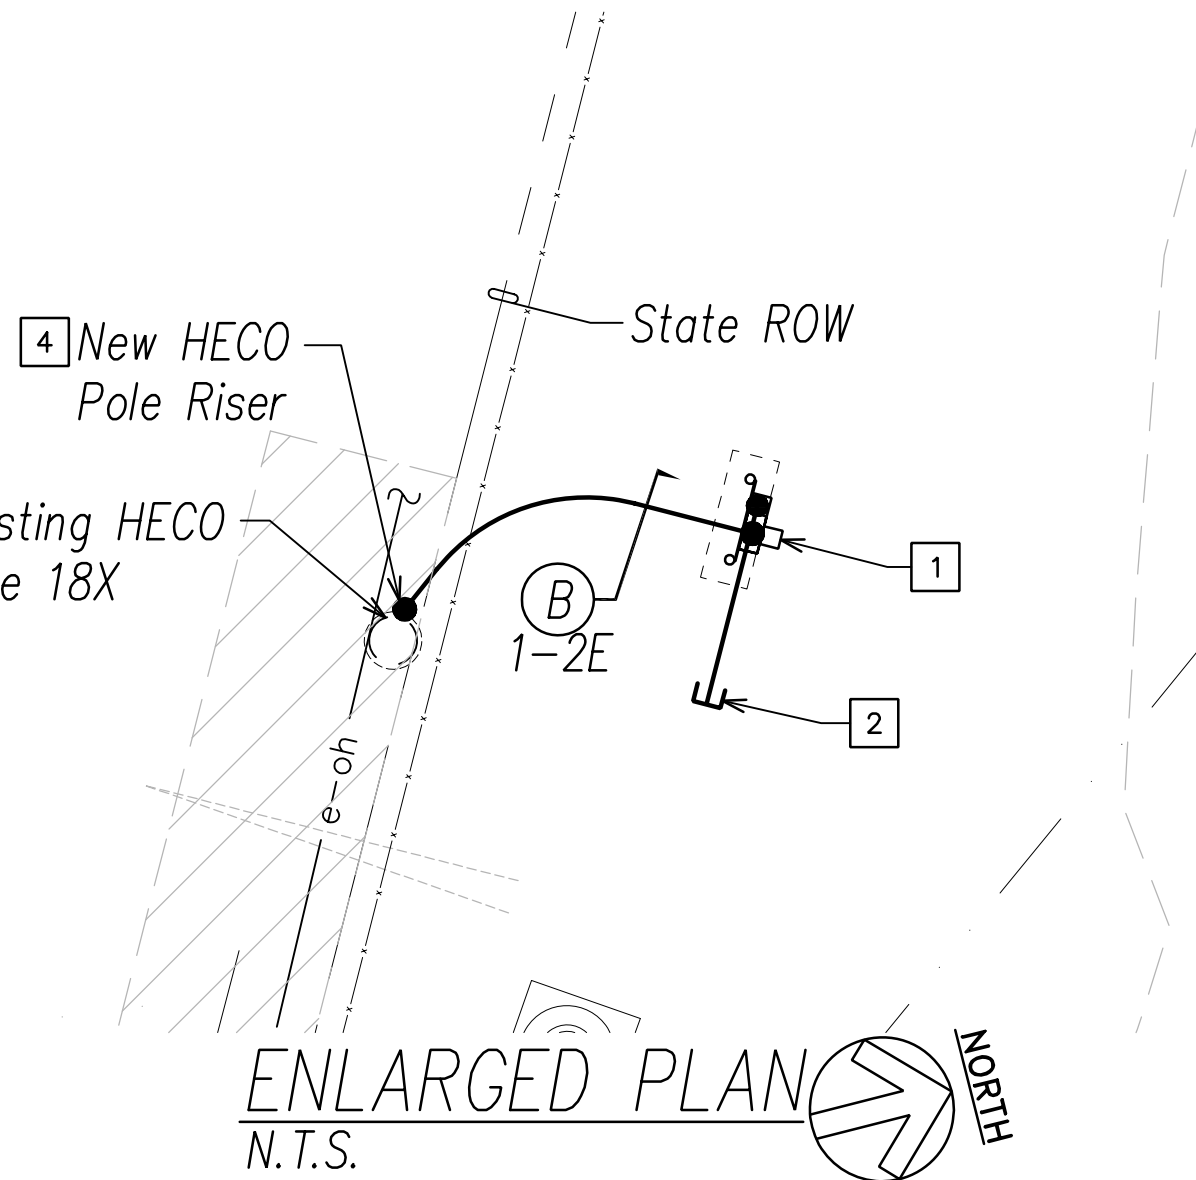 State ROW
4 New HECO
Pole Riser
sting HECO
e 18X
B
1-2E
1
2
e-oh
ENLARGED PLAN
N.T.S.
NORTH